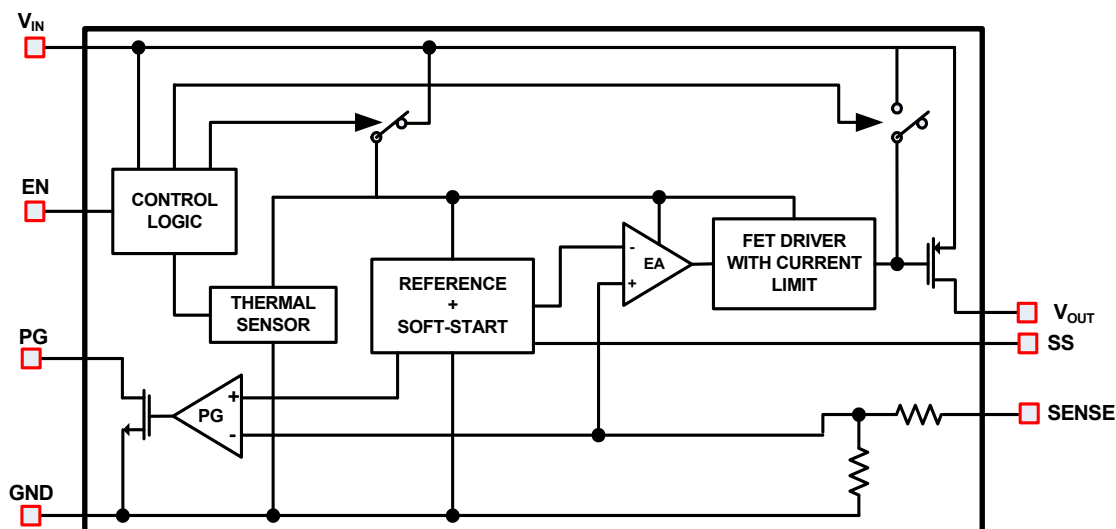 VIN
EN
CONTROL
LOGIC
THERMAL
SENSOR
REFERENCE
+
SOFT-START
-
EA
+
FET DRIVER
WITH CURRENT
LIMIT
VOUT
SS
PG
+
PG
-
SENSE
GND